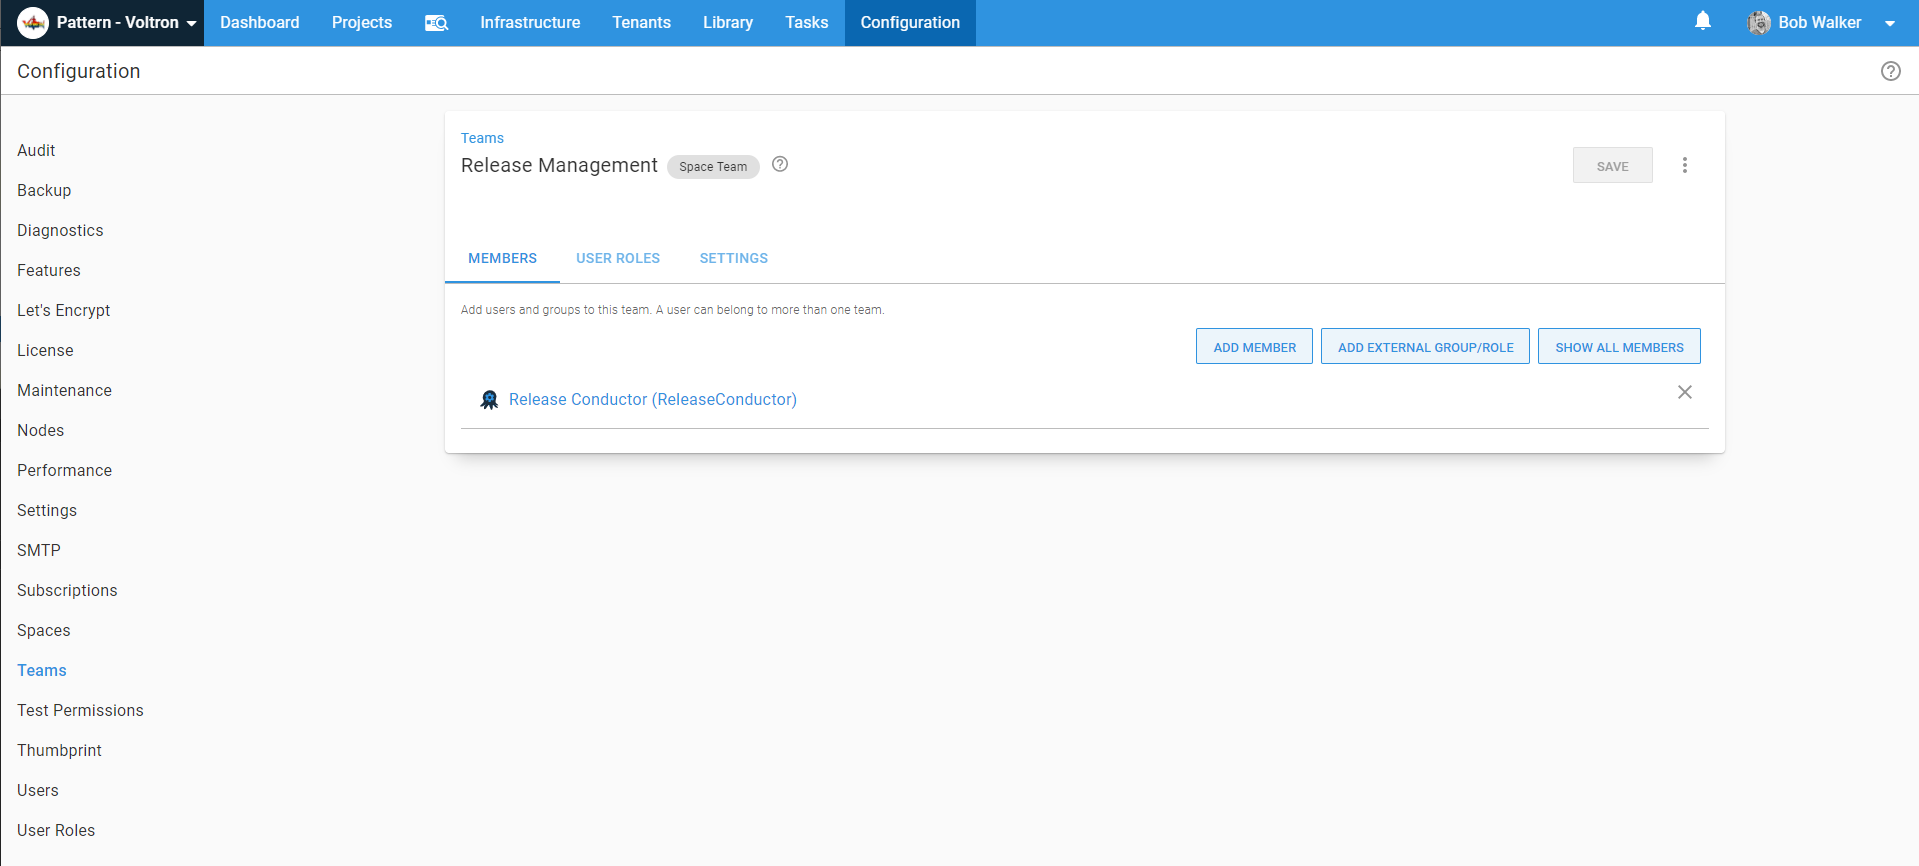 Pattern - Voltron Dashboard Projects Infrastructure Tenants Library Tasks Configuration Bob Walker
Configuration
Audit
Backup
Diagnostics
Features
Let's Encrypt
License
Maintenance
Nodes
Performance
Settings
SMTP
Subscriptions
Spaces
Teams
Test Permissions
Thumbprint
Users
User Roles
Teams
Release Management Space Team
SAVE
MEMBERS USER ROLES SETTINGS
Add users and groups to this team. A user can belong to more than one team.
ADD MEMBER ADD EXTERNAL GROUP/ROLE SHOW ALL MEMBERS
Release Conductor (ReleaseConductor)